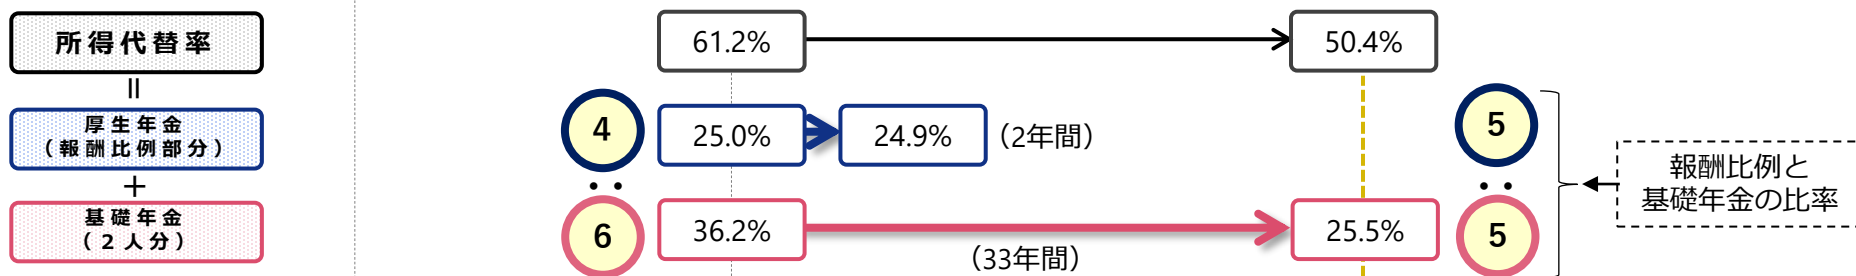 所得代替率
61.2%
50.4%
=
厚生年金
（報酬比例部分）
4
25.0%
24.9%
（2年間）
5
+
:
:
報酬比例と
基礎年金の比率
基礎年金
（２人分）
6
36.2%
25.5%
5
（33年間）